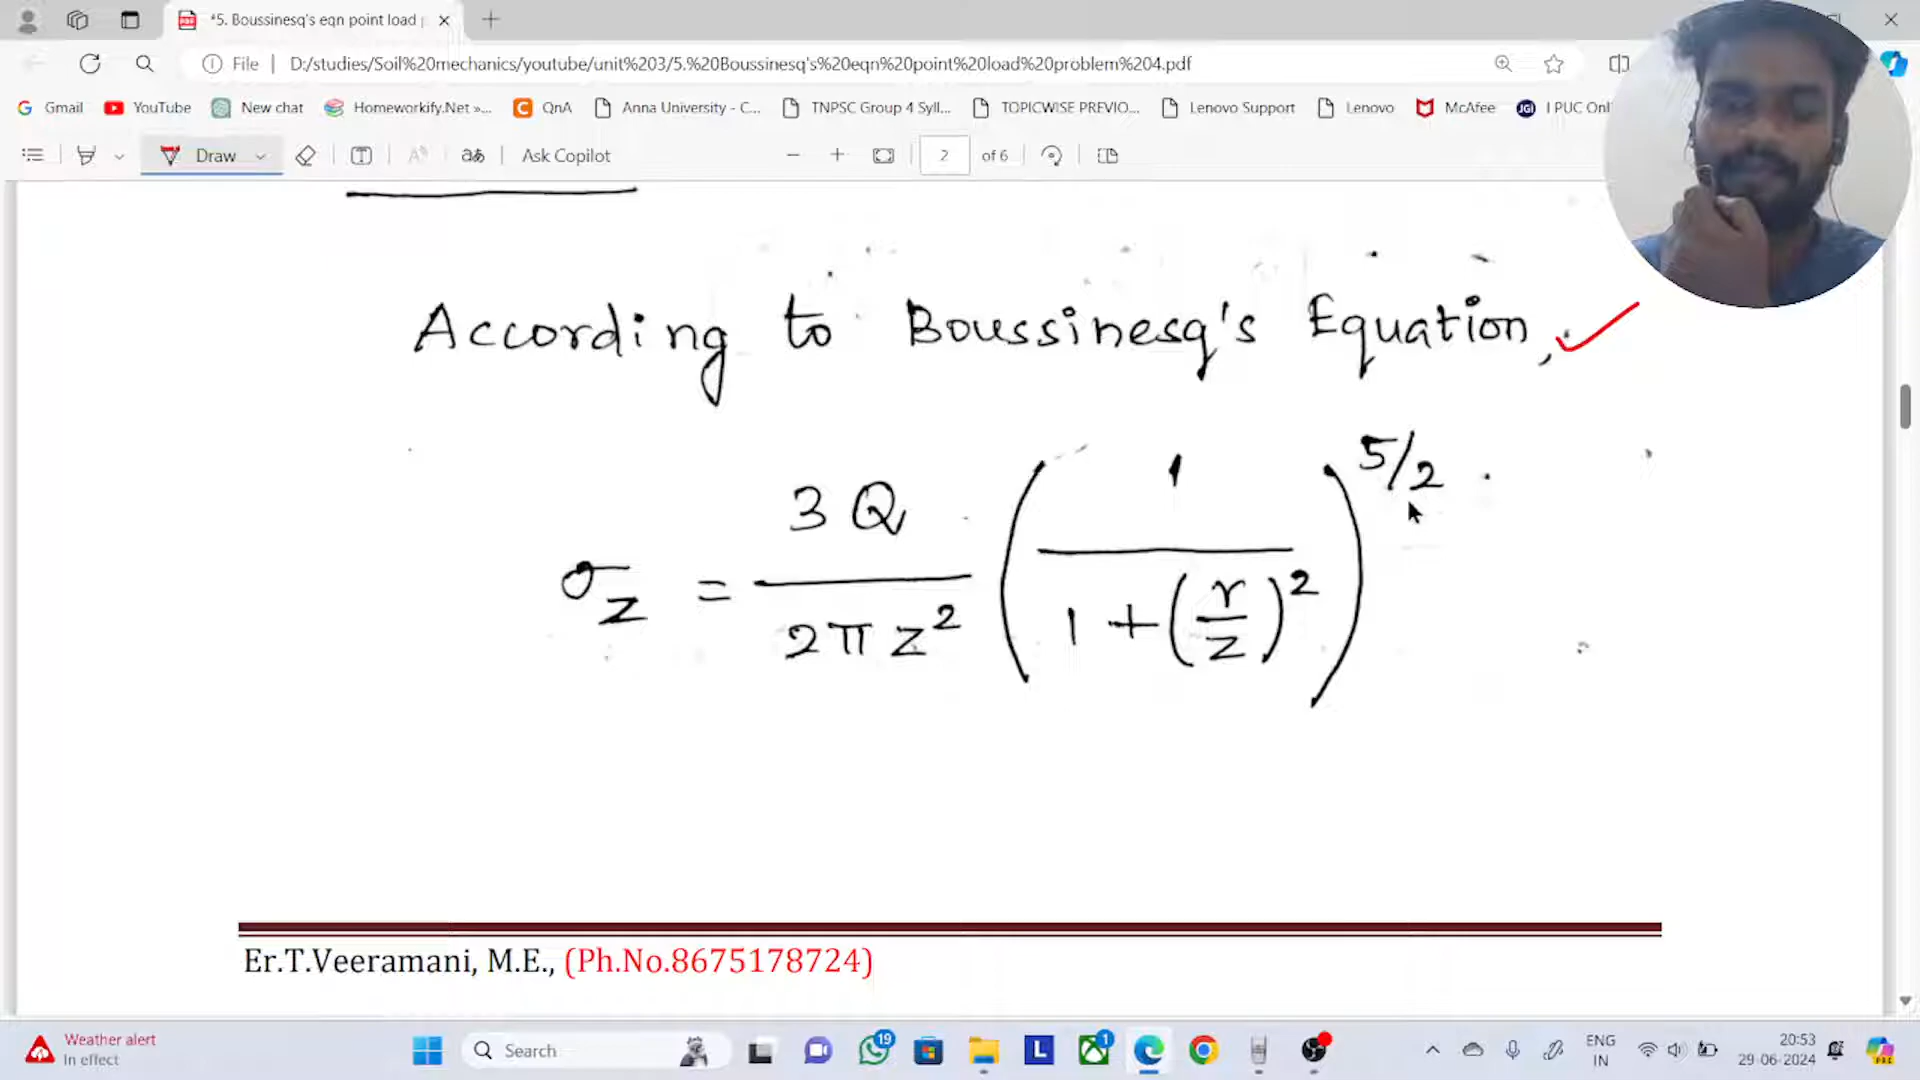 *5. Boussinesq's eqn point load
File
D:/studies/Soil%20mechanics/youtube/unit%203/5.%20Boussinesq's%20eqn%20point%20load%20problem%204.pdf
Gmail YouTube New chat Homeworkify.Net »... QnA Anna University - C... TNPSC Group 4 Syll... TOPICWISE PREVIO... Lenovo Support Lenovo McAfee I PUC Onl
Draw Ask Copilot 2 of 6
According to Boussinesq's Equation,
σz = 3Q / 2πz² (1 / 1+(r/z)²)^5/2
Er.T.Veeramani, M.E., (Ph.No.8675178724)
Weather alert
In effect
Search
19
1
ENG
IN
20:53
29-06-2024